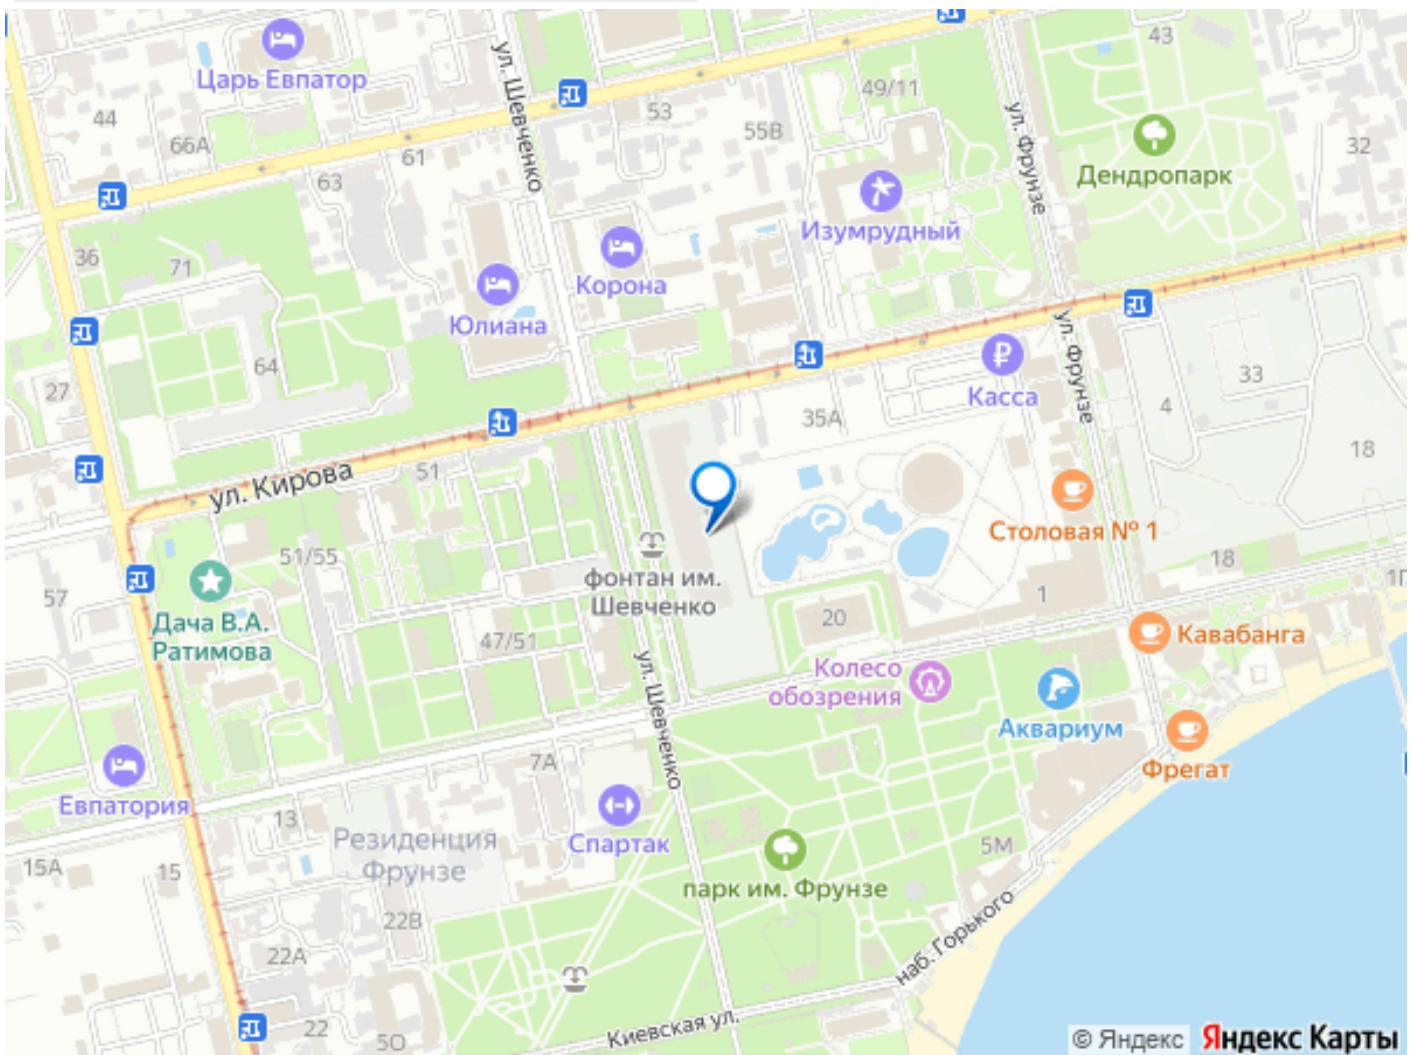 Царь Евпатор
ул. Шевченко
43
49/11
44
53
55В
ул. Фрунзе
66А
61
32
Дендропарк
63
Изумрудный
36
71
Корона
Юлиана
ул. Фрунзе
64
27
Касса
33
35А
4
18
ул. Кирова
51
Столовая № 1
51/55
фонтан им.
Шевченко
18
1П
57
Дача В.А.
Ратимова
1
20
47/51
Кавабанга
ул. Шевченко
Колесо
обозрения
Аквариум
7А
Фрегат
Евпатория
13
Резиденция
Фрунзе
Спартак
5М
15А
15
парк им. Фрунзе
22В
наб. Горького
22А
22
50
Киевская ул.
© Яндекс Яндекс Карты